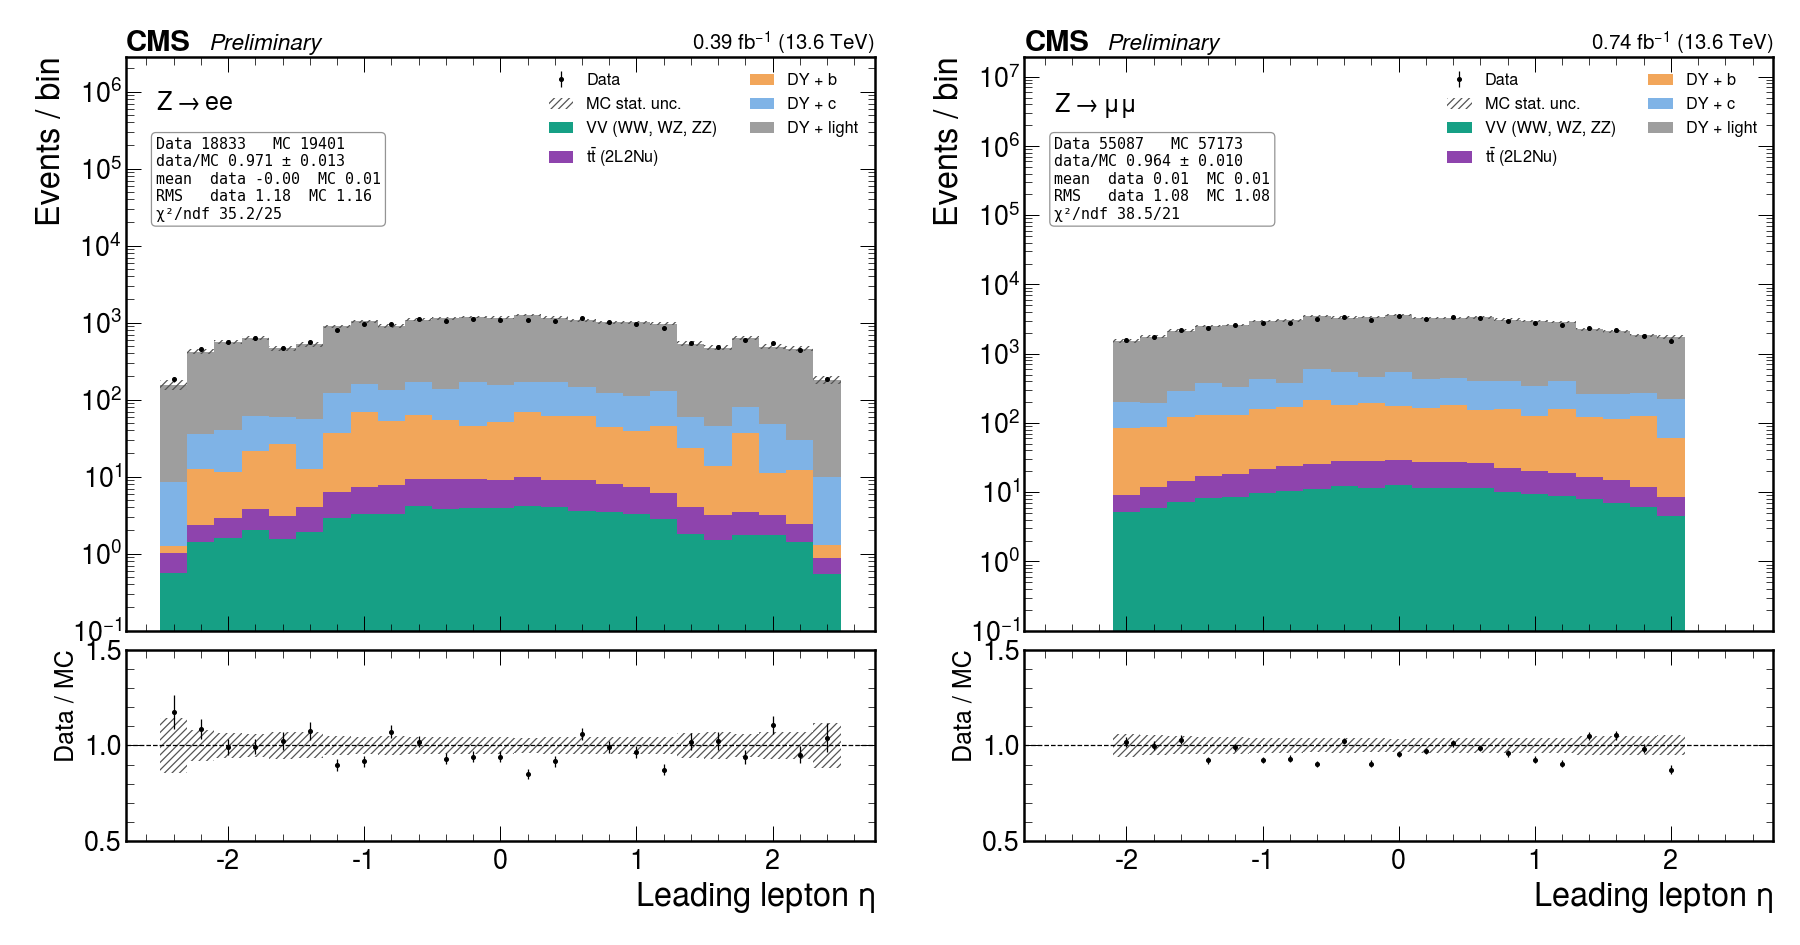 CMS Preliminary 0.39 fb⁻¹ (13.6 TeV)
Events / bin
10⁶
10⁵
10⁴
10³
10²
10¹
10⁰
10⁻¹
Z → ee
Data 18833   MC 19401
data/MC 0.971 ± 0.013
mean  data -0.00  MC 0.01
RMS   data 1.18  MC 1.16
χ²/ndf 35.2/25
Data
MC stat. unc.
VV (WW, WZ, ZZ)
tt̄ (2L2Nu)
DY + b
DY + c
DY + light
Data / MC
1.5
1.0
0.5
-2 -1 0 1 2
Leading lepton η
CMS Preliminary 0.74 fb⁻¹ (13.6 TeV)
Events / bin
10⁷
10⁶
10⁵
10⁴
10³
10²
10¹
10⁰
10⁻¹
Z → μμ
Data 55087   MC 57173
data/MC 0.964 ± 0.010
mean  data 0.01  MC 0.01
RMS   data 1.08  MC 1.08
χ²/ndf 38.5/21
Data
MC stat. unc.
VV (WW, WZ, ZZ)
tt̄ (2L2Nu)
DY + b
DY + c
DY + light
Data / MC
1.5
1.0
0.5
-2 -1 0 1 2
Leading lepton η